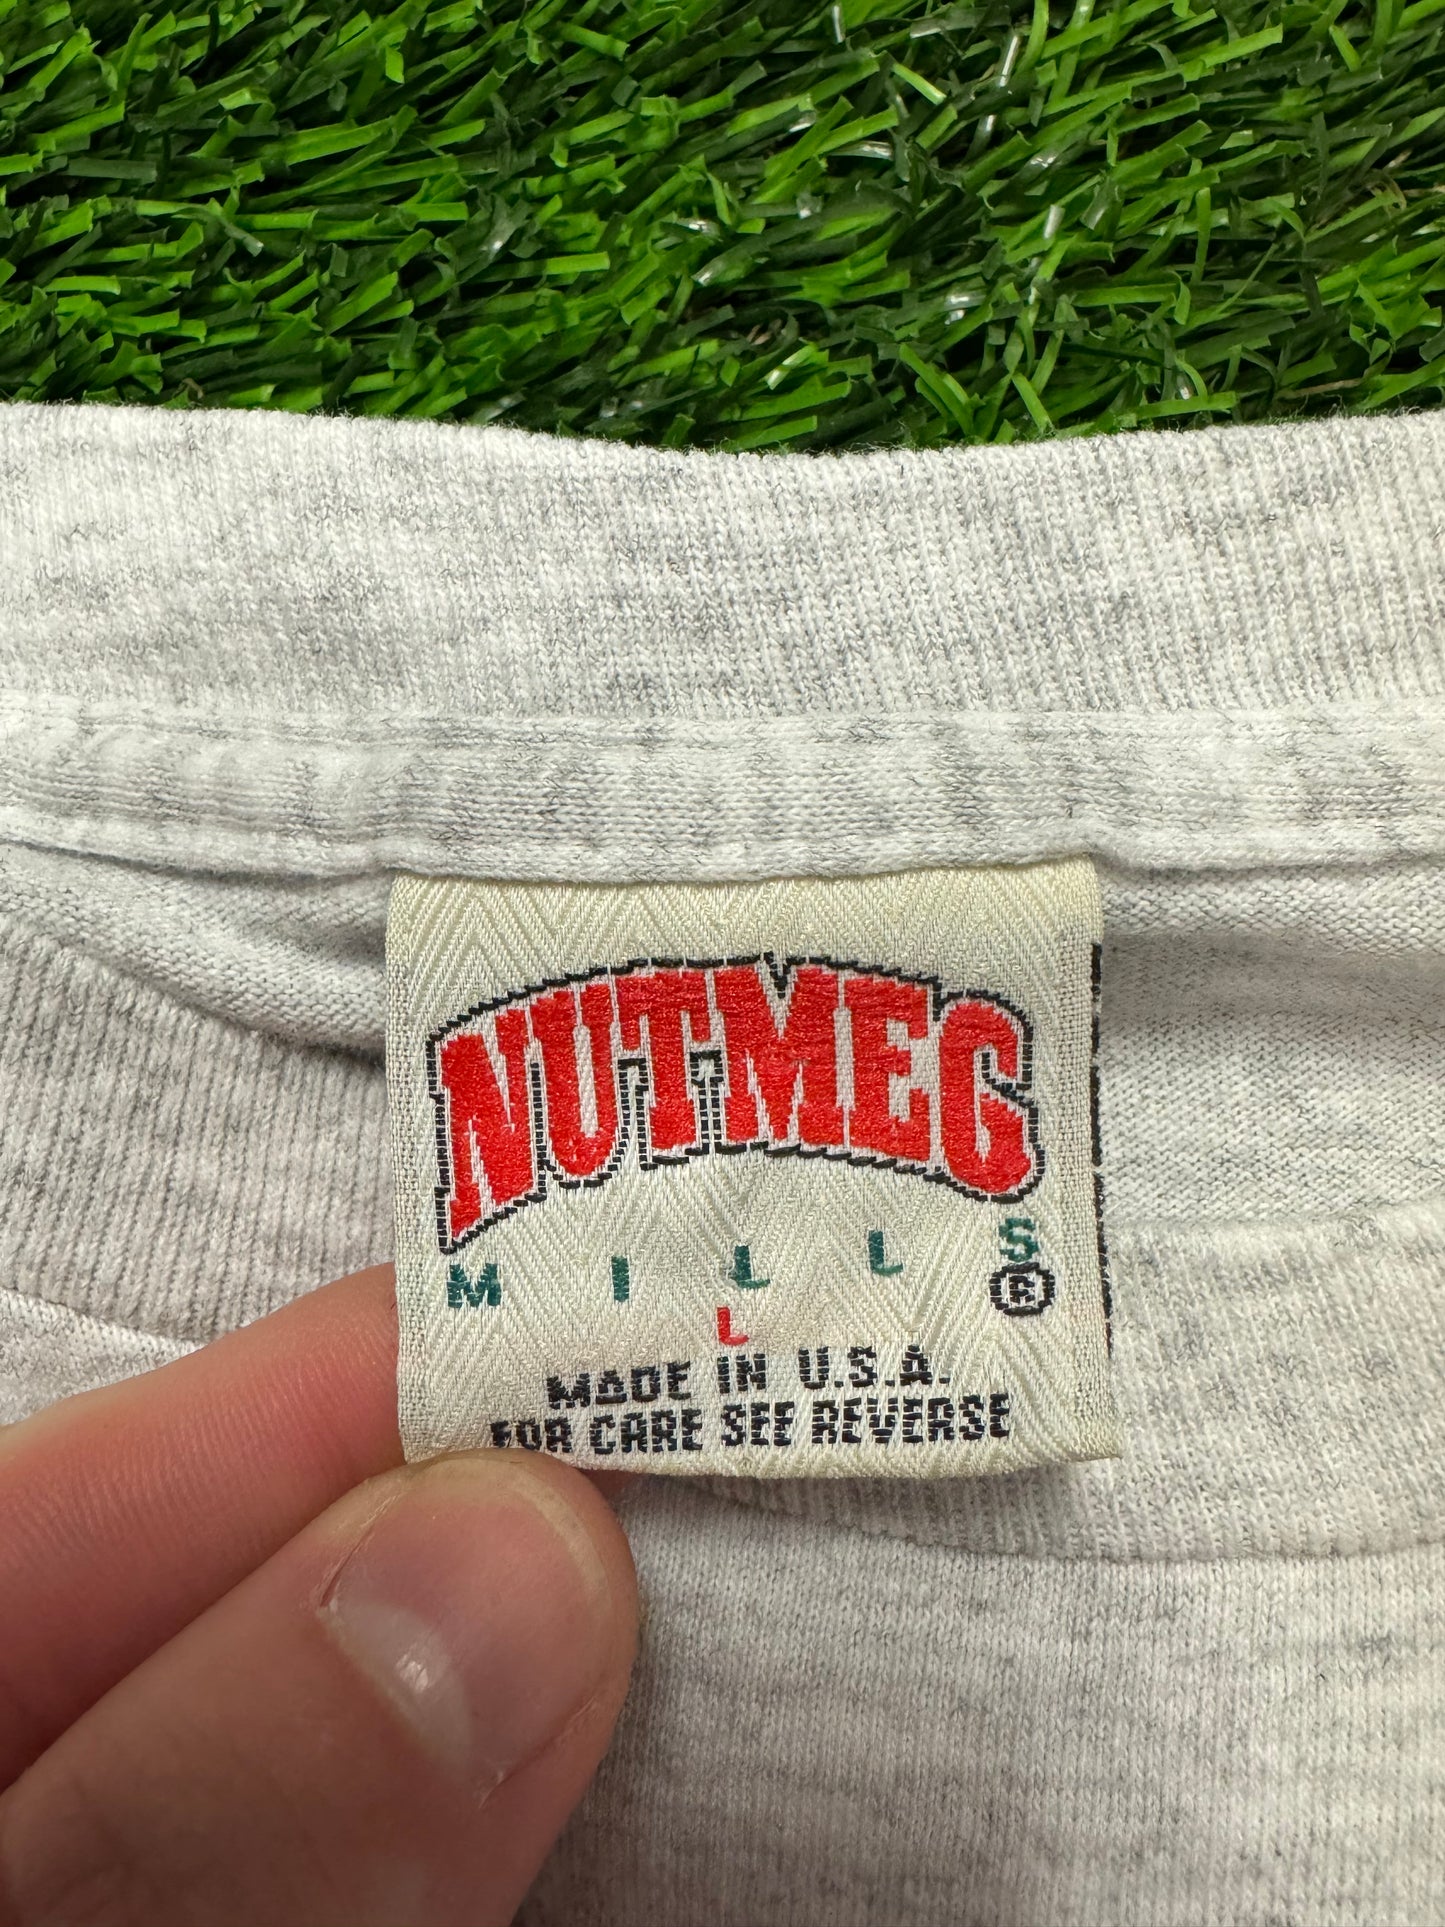 NUTMEG
MILLS®
L
MADE IN U.S.A.
FOR CARE SEE REVERSE